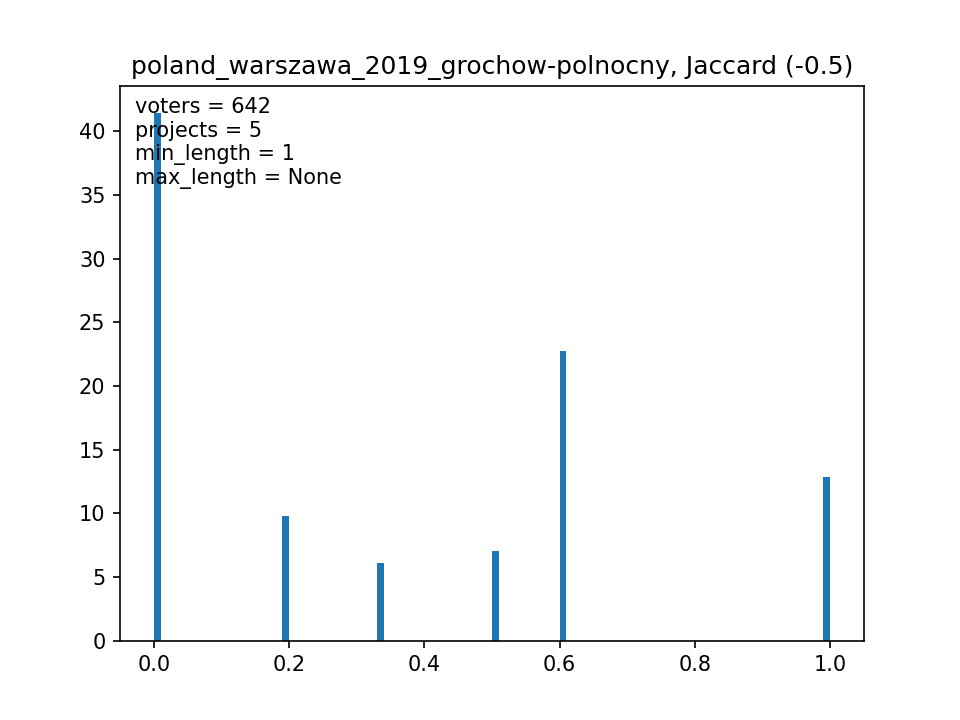 poland_warszawa_2019_grochow-polnocny, Jaccard (-0.5)
voters = 642
projects = 5
min_length = 1
max_length = None
40
35
30
25
20
15
10
5
0
0.0 0.2 0.4 0.6 0.8 1.0